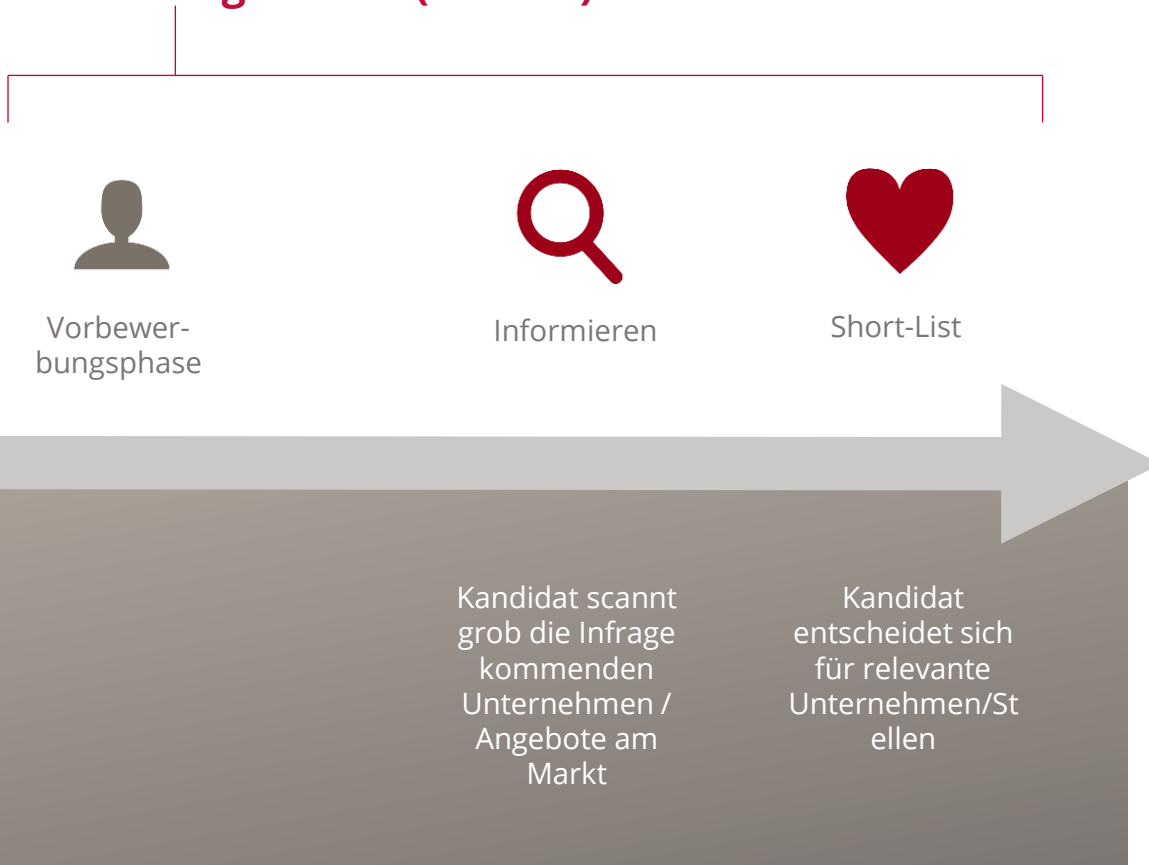 Vorbewer-
bungsphase
Informieren
Short-List
Kandidat scannt
grob die Infrage
kommenden
Unternehmen /
Angebote am
Markt
Kandidat
entscheidet sich
für relevante
Unternehmen/St
ellen